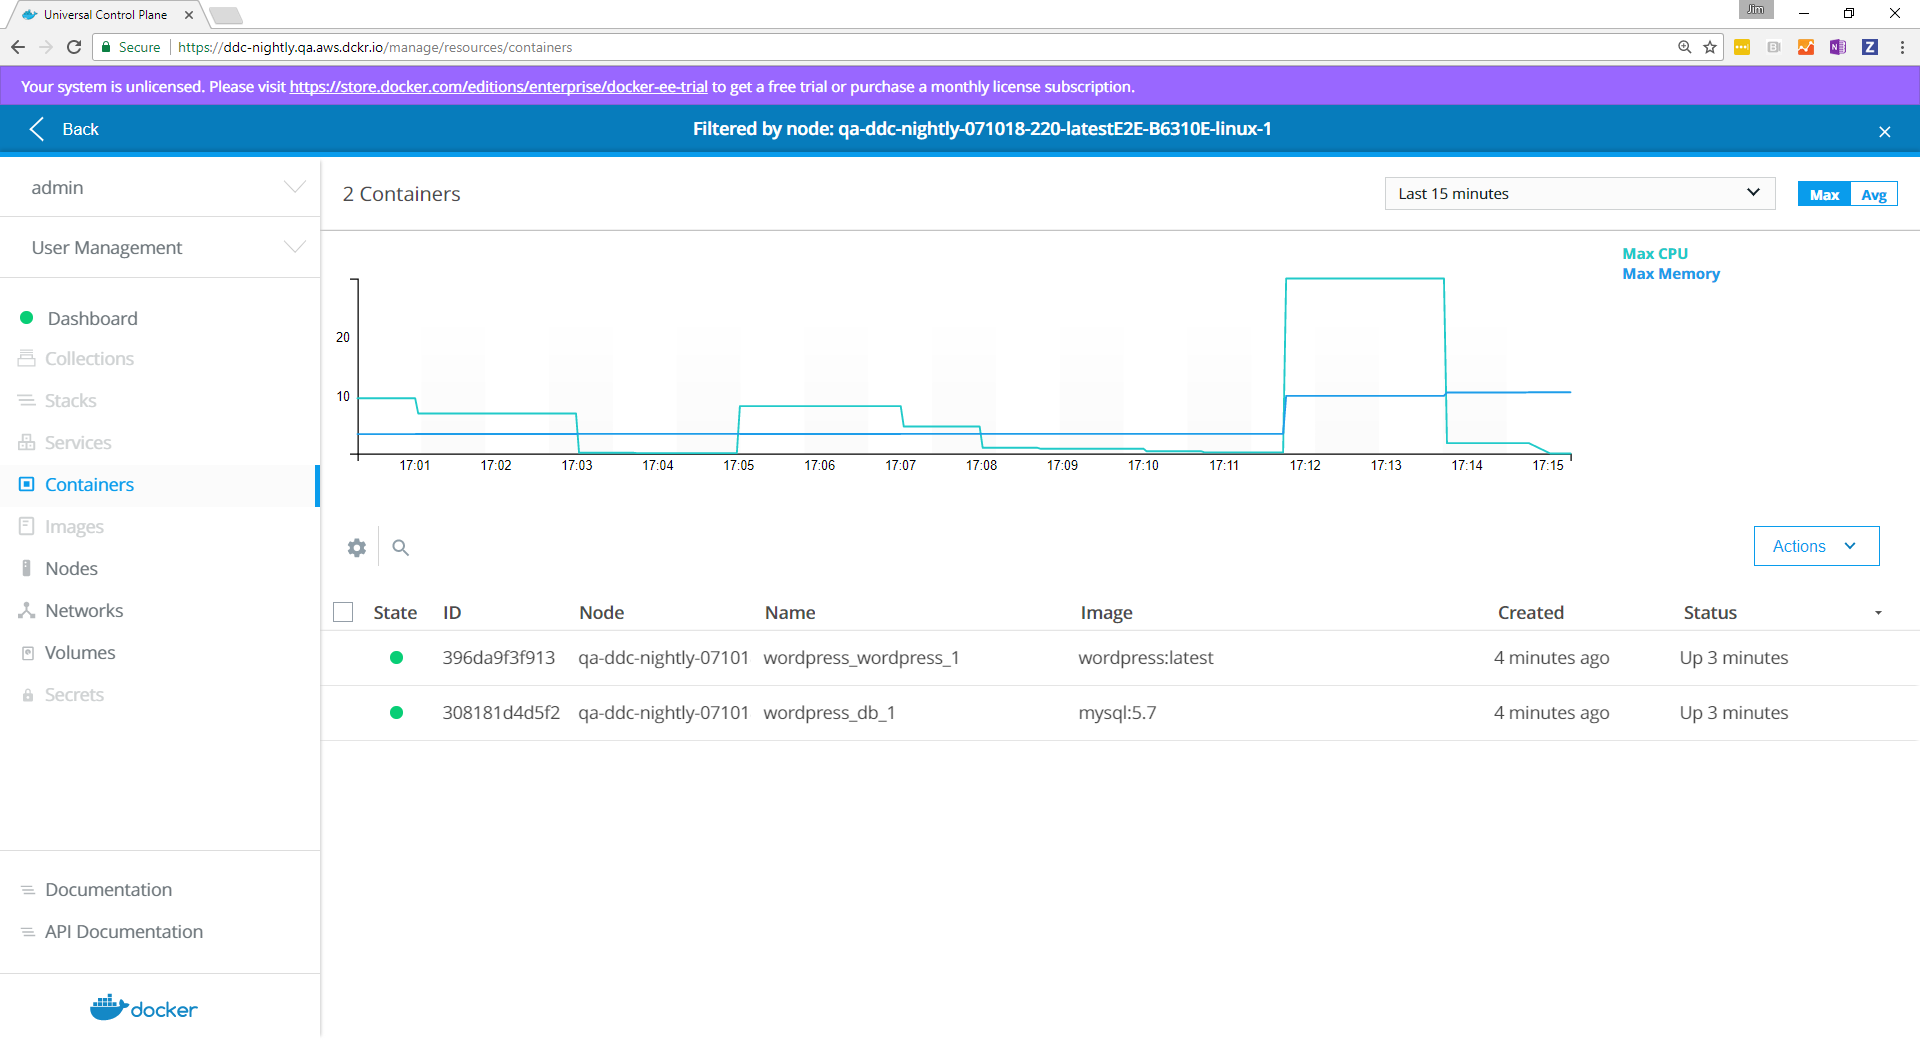 Universal Control Plane
Jim
Secure https://ddc-nightly.qa.aws.dckr.io/manage/resources/containers
Your system is unlicensed. Please visit https://store.docker.com/editions/enterprise/docker-ee-trial to get a free trial or purchase a monthly license subscription.
Back
Filtered by node: qa-ddc-nightly-071018-220-latestE2E-B6310E-linux-1
admin
User Management
Dashboard
Collections
Stacks
Services
Containers
Images
Nodes
Networks
Volumes
Secrets
Documentation
API Documentation
docker
2 Containers
Last 15 minutes
Max Avg
Max CPU
Max Memory
20
10
17:01 17:02 17:03 17:04 17:05 17:06 17:07 17:08 17:09 17:10 17:11 17:12 17:13 17:14 17:15
Actions
State ID Node Name Image Created Status
396da9f3f913 qa-ddc-nightly-07101 wordpress_wordpress_1 wordpress:latest 4 minutes ago Up 3 minutes
308181d4d5f2 qa-ddc-nightly-07101 wordpress_db_1 mysql:5.7 4 minutes ago Up 3 minutes